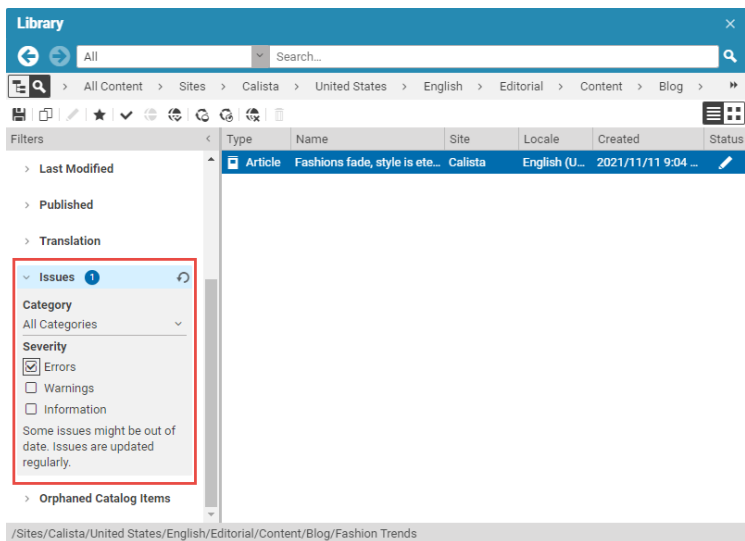 Library
All Search...
All Content > Sites > Calista > United States > English > Editorial > Content > Blog >
Filters Type Name Site Locale Created Status
Last Modified
Article Fashions fade, style is ete... Calista English (U... 2021/11/11 9:04 ...
Published
Translation
Issues 1
Category
All Categories
Severity
Errors
Warnings
Information
Some issues might be out of
date. Issues are updated
regularly.
Orphaned Catalog Items
/Sites/Calista/United States/English/Editorial/Content/Blog/Fashion Trends